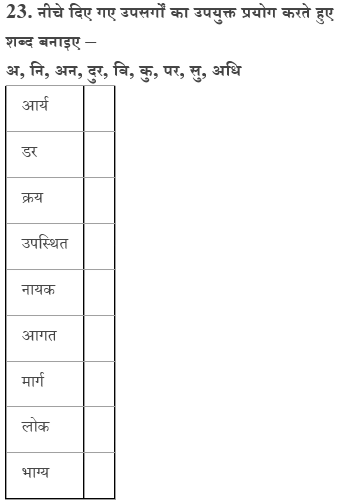 23. नीचे दिए गए उपसर्गों का उपयुक्त प्रयोग करते हुए
शब्द बनाइए –
अ, नि, अन, दुर, वि, कु, पर, सु, अधि
आर्य
डर
क्रय
उपस्थित
नायक
आगत
मार्ग
लोक
भाग्य